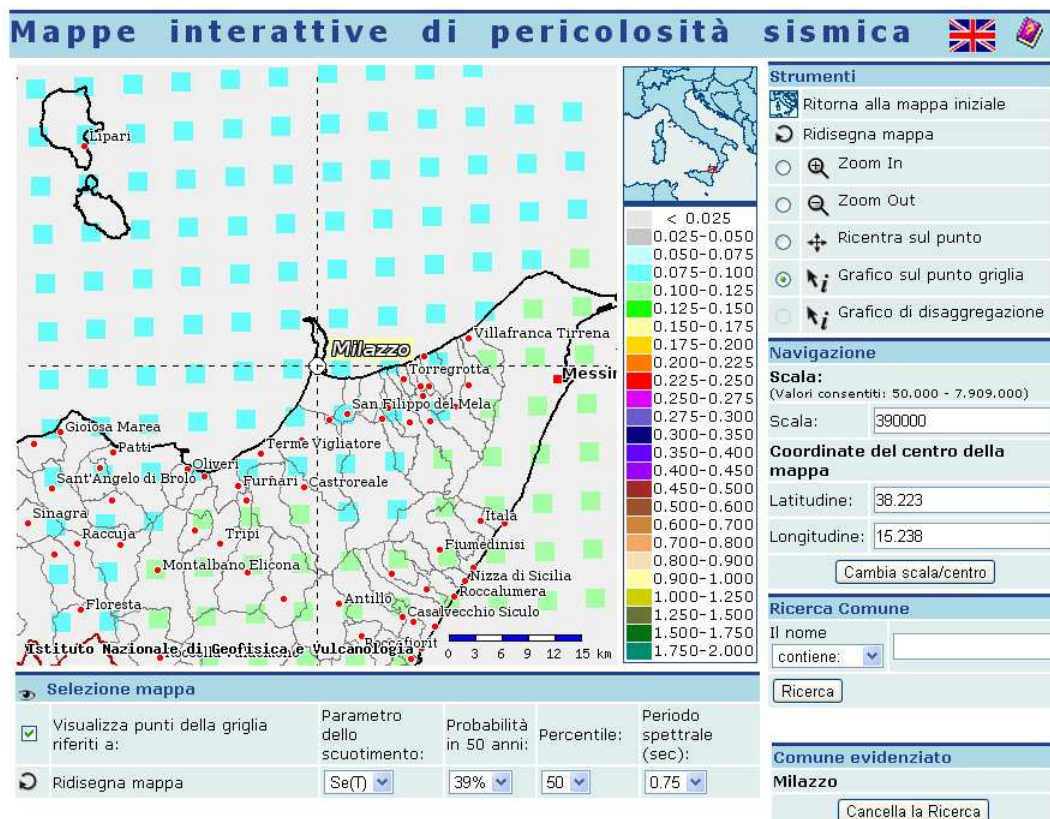 Mappe interattive di pericolosità sismica
Lipari
Milazzo
Villafranca Tirrena
Torregrotta
San Filippo del Mela
Gioiosa Marea
Patti
Terme Vigliatore
Oliveri
Sant'Angelo di Brolo
Furnari
Castroreale
Sinagra
Raccuja
Tripi
Itala
Fiumedinisi
Montalbano Elicona
Nizza di Sicilia
Roccalumera
Floresta
Antillo
Casalvecchio Siculo
Roccafiorit
Istituto Nazionale di Geofisica e Vulcanologia
0 3 6 9 12 15 km
Messin
< 0.025
0.025-0.050
0.050-0.075
0.075-0.100
0.100-0.125
0.125-0.150
0.150-0.175
0.175-0.200
0.200-0.225
0.225-0.250
0.250-0.275
0.275-0.300
0.300-0.350
0.350-0.400
0.400-0.450
0.450-0.500
0.500-0.600
0.600-0.700
0.700-0.800
0.800-0.900
0.900-1.000
1.000-1.250
1.250-1.500
1.500-1.750
1.750-2.000
Strumenti
Ritorna alla mappa iniziale
Ridisegna mappa
Zoom In
Zoom Out
Ricentra sul punto
Grafico sul punto griglia
Grafico di disaggregazione
Navigazione
Scala:
(Valori consentiti: 50.000 - 7.909.000)
Scala: 390000
Coordinate del centro della
mappa
Latitudine: 38.223
Longitudine: 15.238
Cambia scala/centro
Ricerca Comune
Il nome
contiene:
Ricerca
Comune evidenziato
Milazzo
Cancella la Ricerca
Selezione mappa
Visualizza punti della griglia
riferiti a:
Parametro
dello
scuotimento:
Probabilità
in 50 anni:
Percentile:
Periodo
spettrale
(sec):
Ridisegna mappa
Se(T) 39% 50 0.75